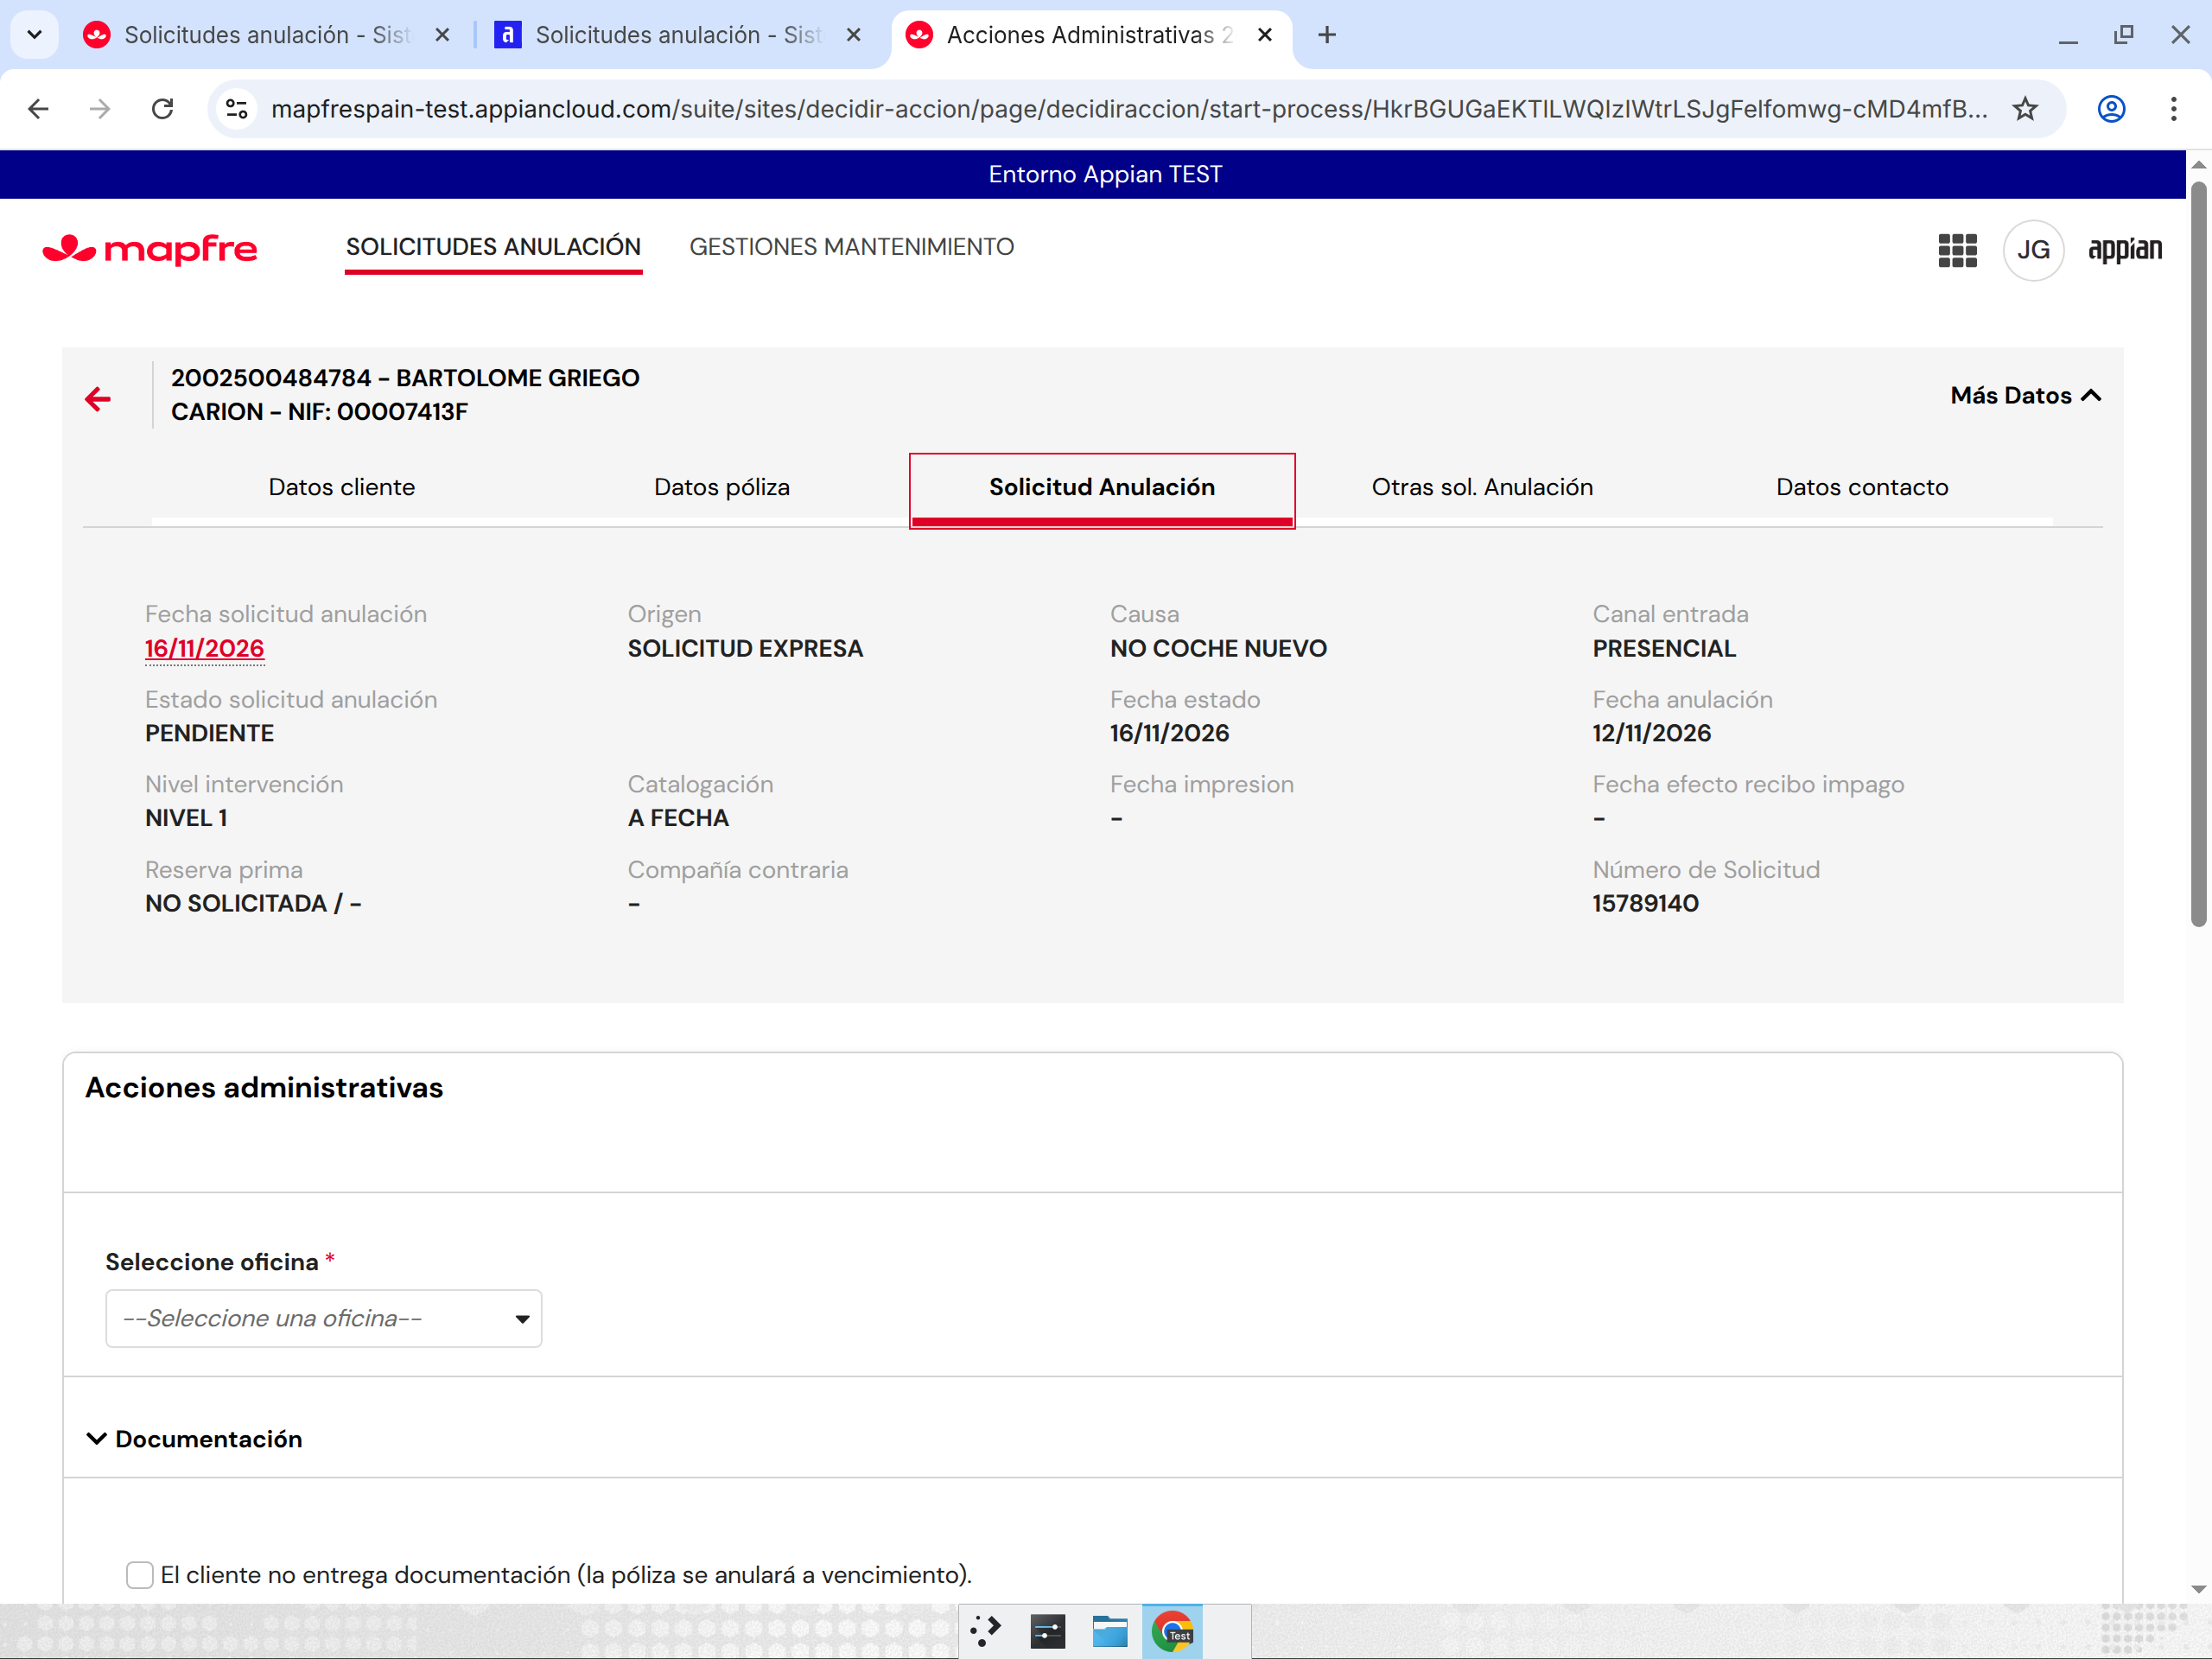 Solicitudes anulación - Sist
Solicitudes anulación - Sist
Acciones Administrativas 2
mapfrespain-test.appiancloud.com/suite/sites/decidir-accion/page/decidiraccion/start-process/HkrBGUGaEKTlLWQIzIWtrLSJgFelfomwg-cMD4mfB...
Entorno Appian TEST
mapfre
SOLICITUDES ANULACIÓN
GESTIONES MANTENIMIENTO
JG
appian
2002500484784 - BARTOLOME GRIEGO
CARION - NIF: 00007413F
Más Datos
Datos cliente
Datos póliza
Solicitud Anulación
Otras sol. Anulación
Datos contacto
Fecha solicitud anulación
16/11/2026
Origen
SOLICITUD EXPRESA
Causa
NO COCHE NUEVO
Canal entrada
PRESENCIAL
Estado solicitud anulación
PENDIENTE
Fecha estado
16/11/2026
Fecha anulación
12/11/2026
Nivel intervención
NIVEL 1
Catalogación
A FECHA
Fecha impresion
-
Fecha efecto recibo impago
-
Reserva prima
NO SOLICITADA / -
Compañía contraria
-
Número de Solicitud
15789140
Acciones administrativas
Seleccione oficina *
--Seleccione una oficina--
Documentación
El cliente no entrega documentación (la póliza se anulará a vencimiento).
Test